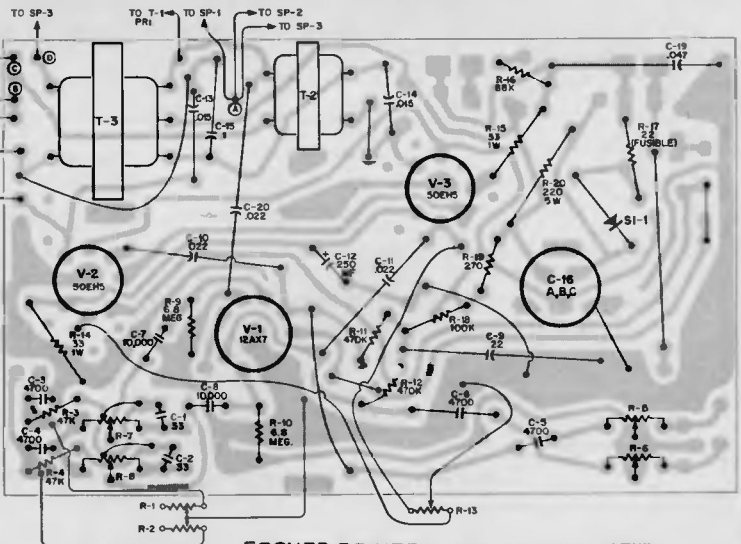 TO SP-3
TO T-1
PRI
TO SP-1
TO SP-2
TO SP-3
C-19
.047
D
C
B
A
T-3
T-2
C-13
.015
C-15
.1
C-14
.015
R-16
68K
R-15
33
1W
R-17
22
(FUSIBLE)
R-20
220
5W
V-3
50EH5
SI-1
C-20
.022
C-10
.022
C-12
250
C-11
.022
R-19
270
C-16
A,B,C
V-2
50EH5
R-9
6.8
MEG
C-7
10,000
V-1
12AX7
R-11
470K
R-18
100K
C-9
22
R-14
33
1W
C-3
4700
C-8
10,000
R-12
470K
C-6
4700
R-3
47K
R-7
C-1
33
R-10
6.8
MEG.
C-5
4700
C-4
4700
C-2
33
R-4
47K
R-8
R-5
R-6
R-1
R-2
R-13